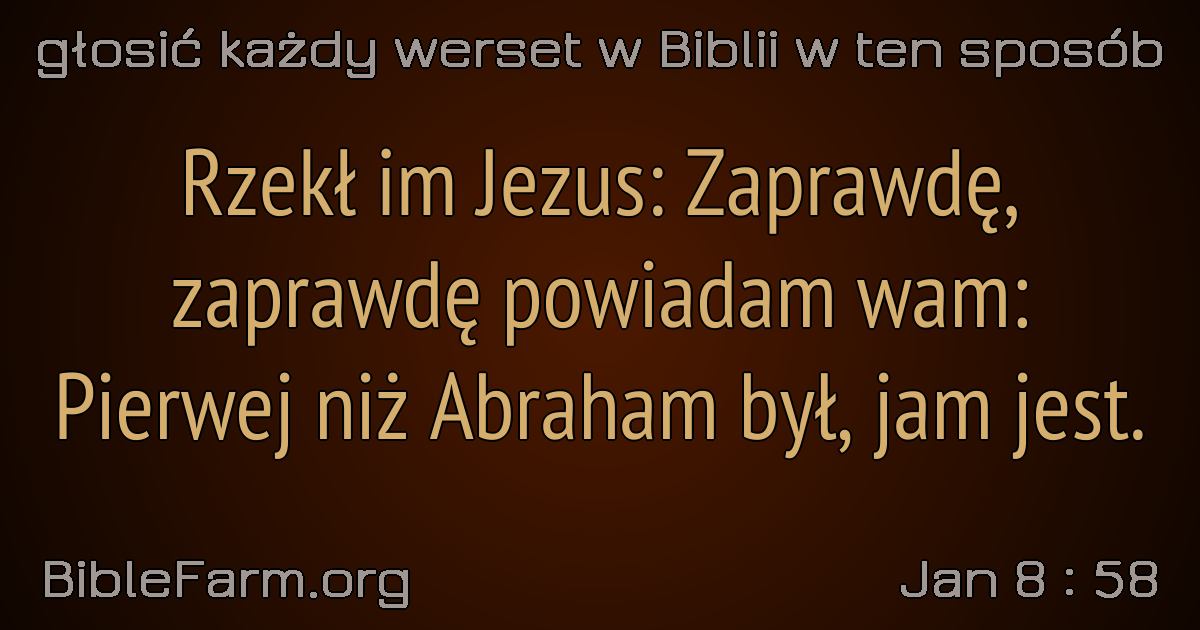 głosić każdy werset w Biblii w ten sposób
Rzekł im Jezus: Zaprawdę,
zaprawdę powiadam wam:
Pierwej niż Abraham był, jam jest.
BibleFarm.org
Jan 8 : 58